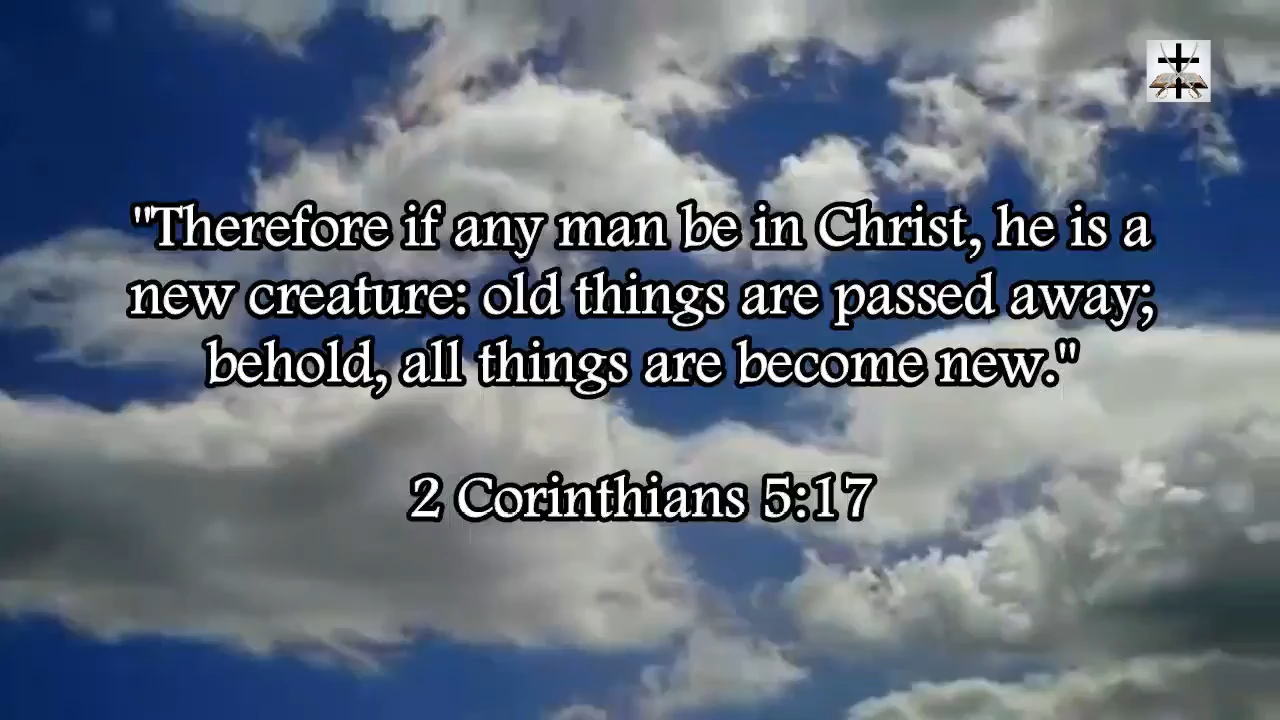 "Therefore if any man be in Christ, he is a
new creature: old things are passed away;
behold, all things are become new."
2 Corinthians 5:17